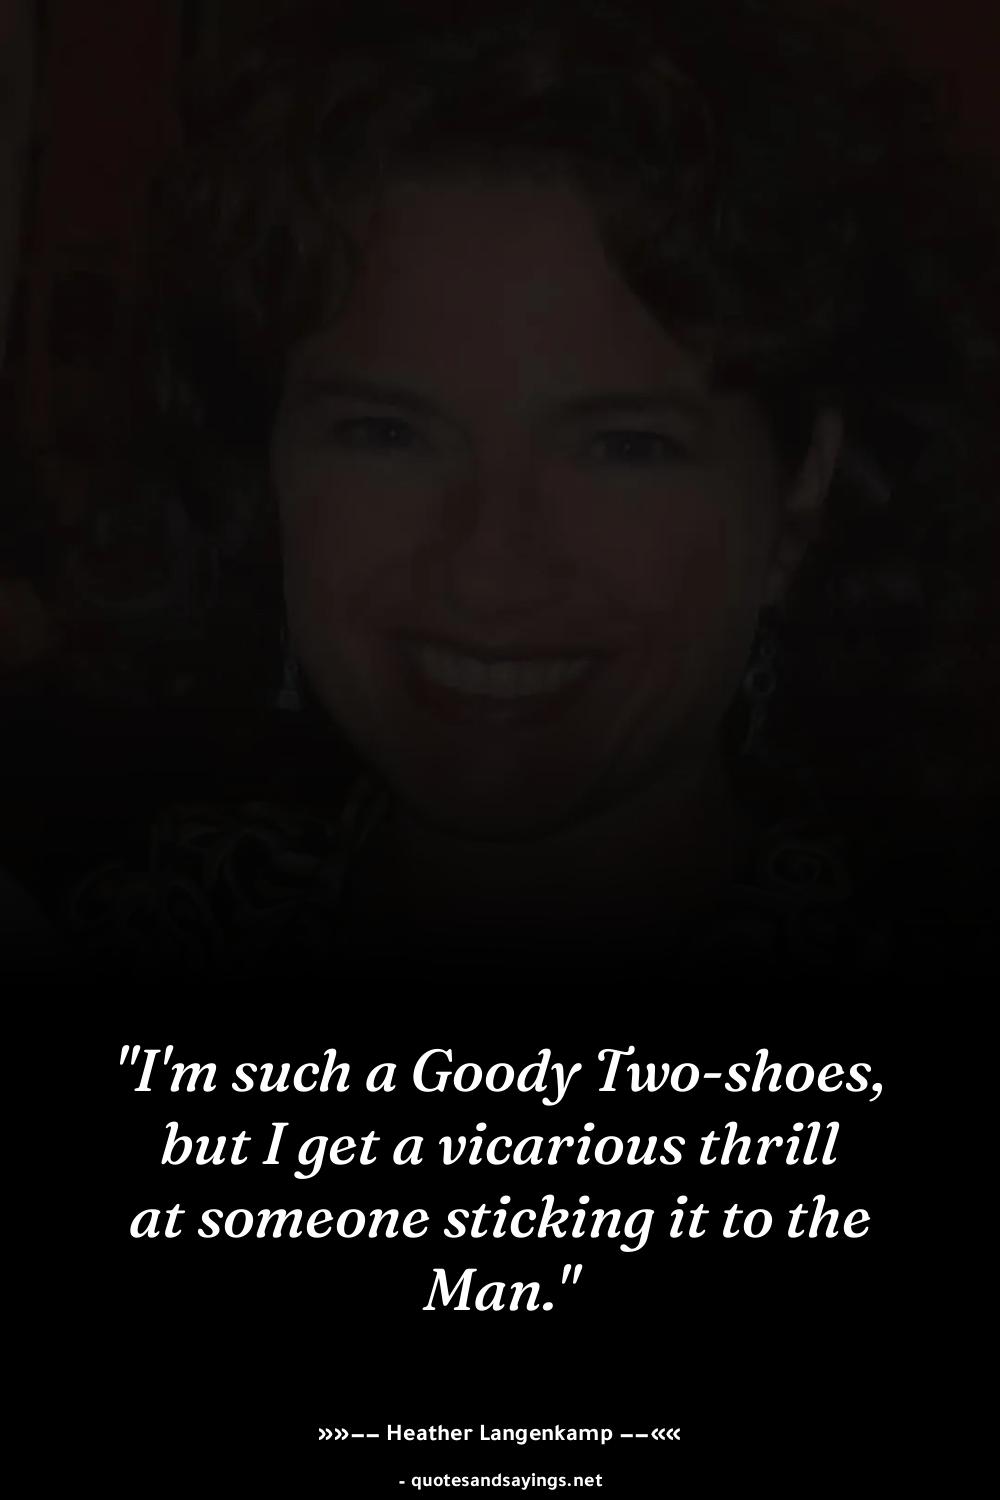 "I'm such a Goody Two-shoes,
but I get a vicarious thrill
at someone sticking it to the
Man."
»»–– Heather Langenkamp ––««
- quotesandsayings.net